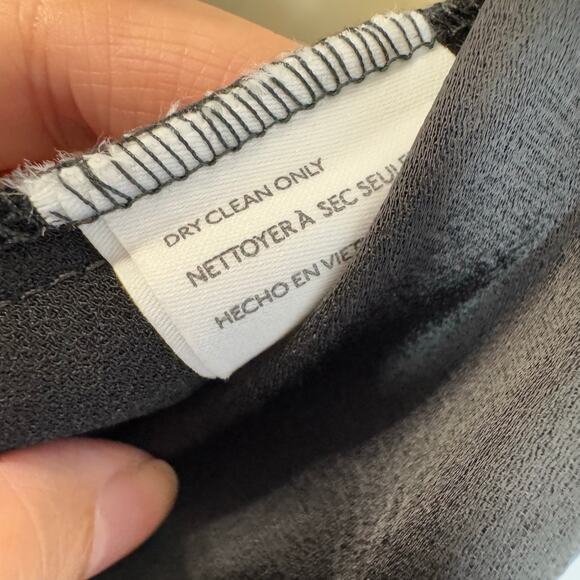 DRY CLEAN ONLY
NETTOYER À SEC
HECHO EN